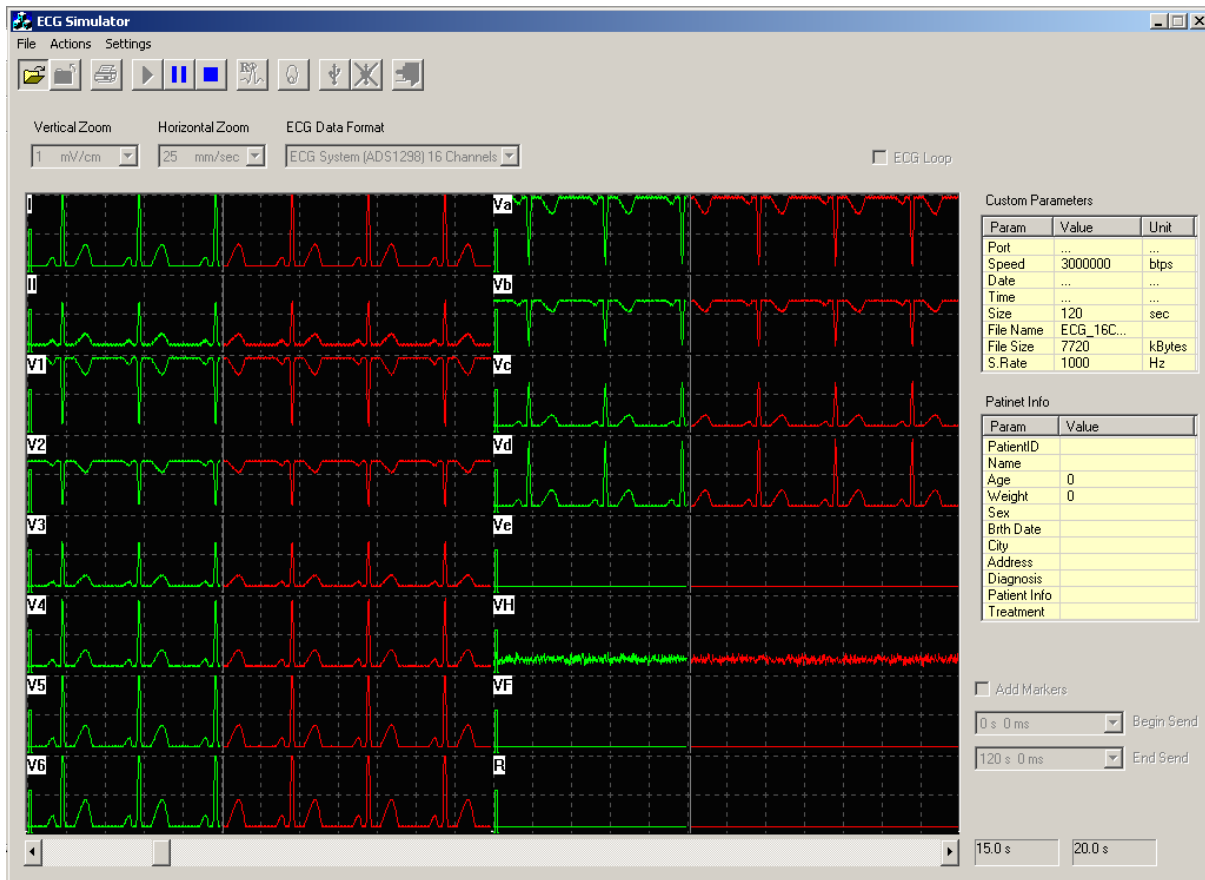 ECG Simulator
File Actions Settings
RP
Vertical Zoom Horizontal Zoom ECG Data Format
1 mV/cm 25 mm/sec ECG System (ADS1298) 16 Channels
ECG Loop
I Va
II Vb
V1 Vc
V2 Vd
V3 Ve
V4 VH
V5 VF
V6 R
Custom Parameters
Param Value Unit
Port ... ...
Speed 3000000 btps
Date ... ...
Time ... ...
Size 120 sec
File Name ECG_16C...
File Size 7720 kBytes
S.Rate 1000 Hz
Patinet Info
Param Value
PatientID
Name
Age 0
Weight 0
Sex
Brth Date
City
Address
Diagnosis
Patient Info
Treatment
Add Markers
0 s 0 ms Begin Send
120 s 0 ms End Send
15.0 s 20.0 s